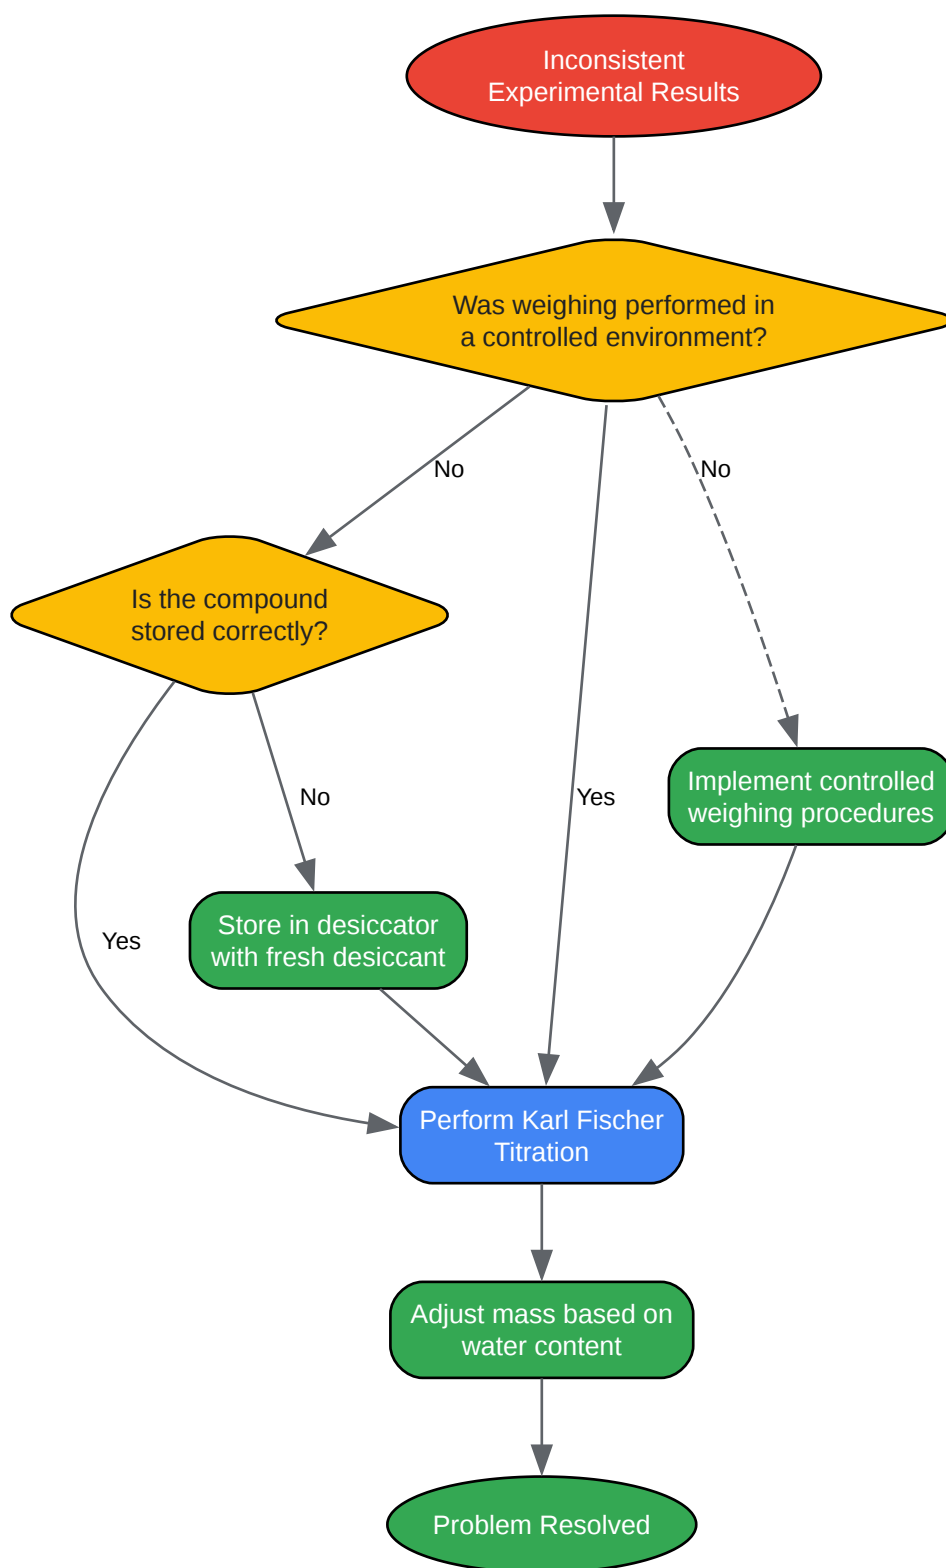 Inconsistent
Experimental Results
Was weighing performed in
a controlled environment?
No
No
Is the compound
stored correctly?
Implement controlled
weighing procedures
No
Yes
Store in desiccator
with fresh desiccant
Yes
Perform Karl Fischer
Titration
Adjust mass based on
water content
Problem Resolved